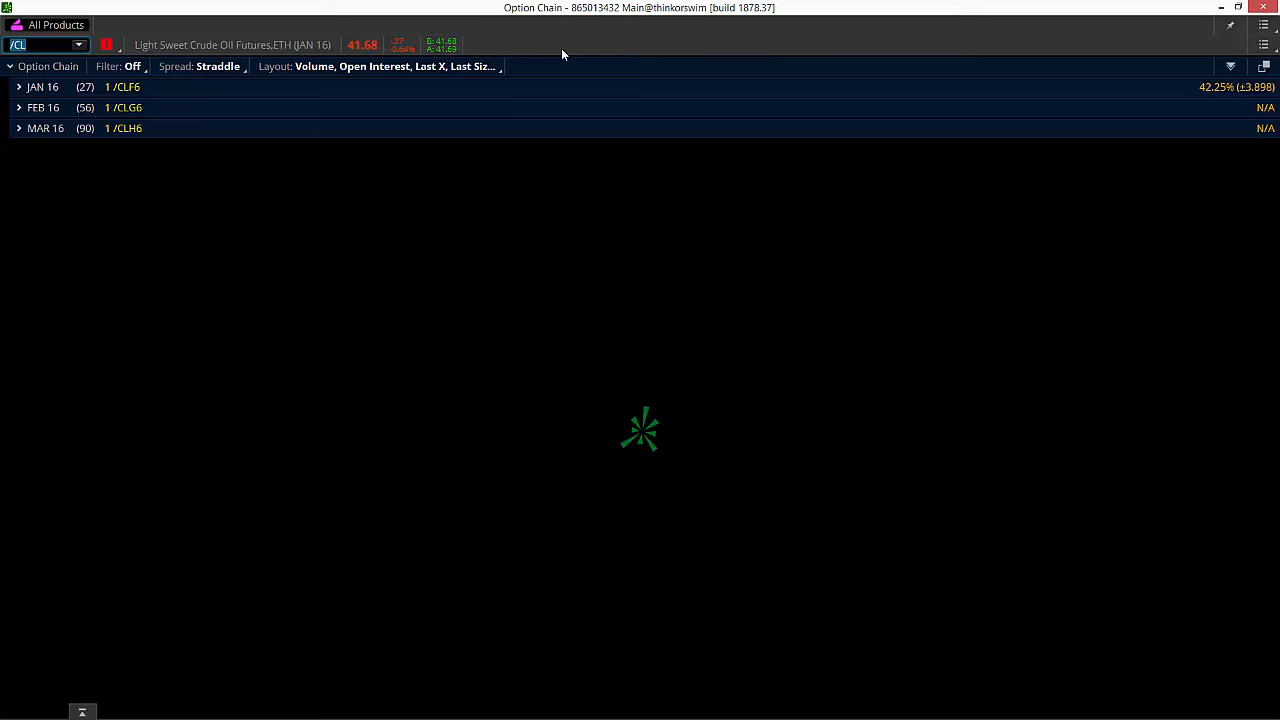 Option Chain - 865013432 Main@thinkorswim [build 1878.37]
All Products
/CL Light Sweet Crude Oil Futures,ETH (JAN 16) 41.68 -.27 B: 41.68
-0.64% A: 41.69
Option Chain Filter: Off Spread: Straddle Layout: Volume, Open Interest, Last X, Last Siz...
JAN 16 (27) 1 /CLF6 42.25% (±3.898)
FEB 16 (56) 1 /CLG6 N/A
MAR 16 (90) 1 /CLH6 N/A